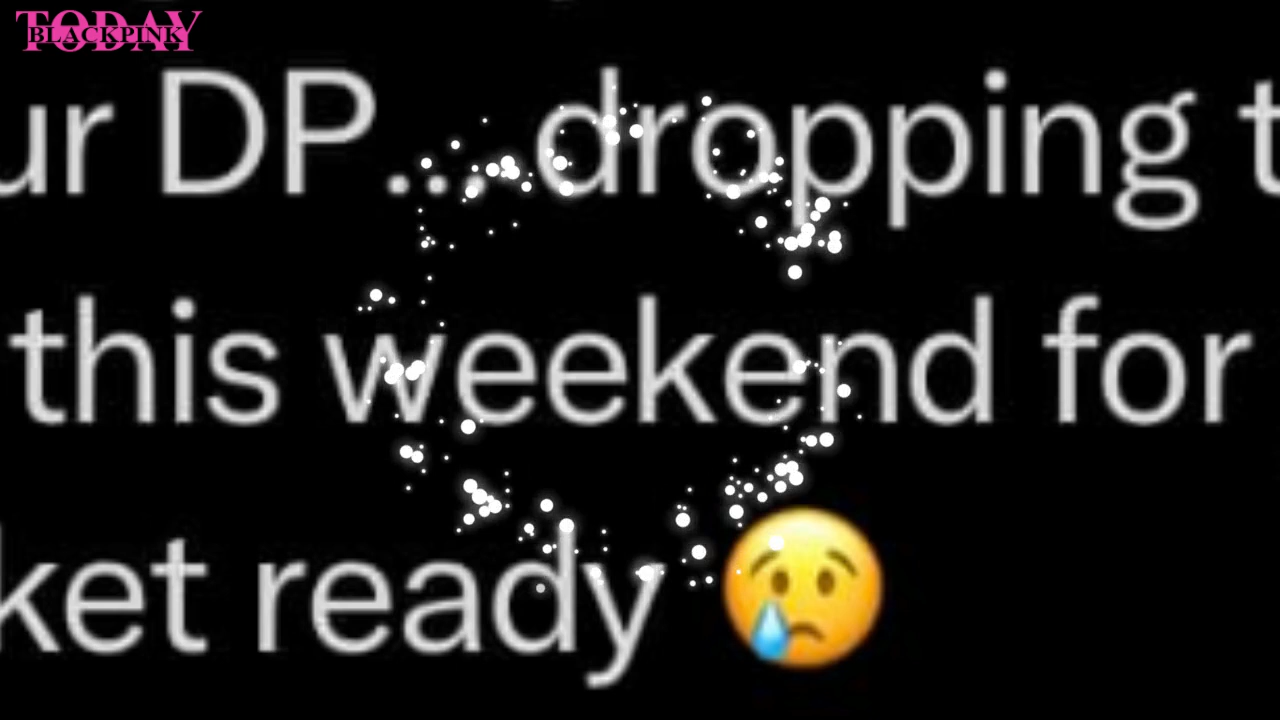 TODAY
BLACKPINK
ur DP... dropping t
this weekend for
ket ready 😢